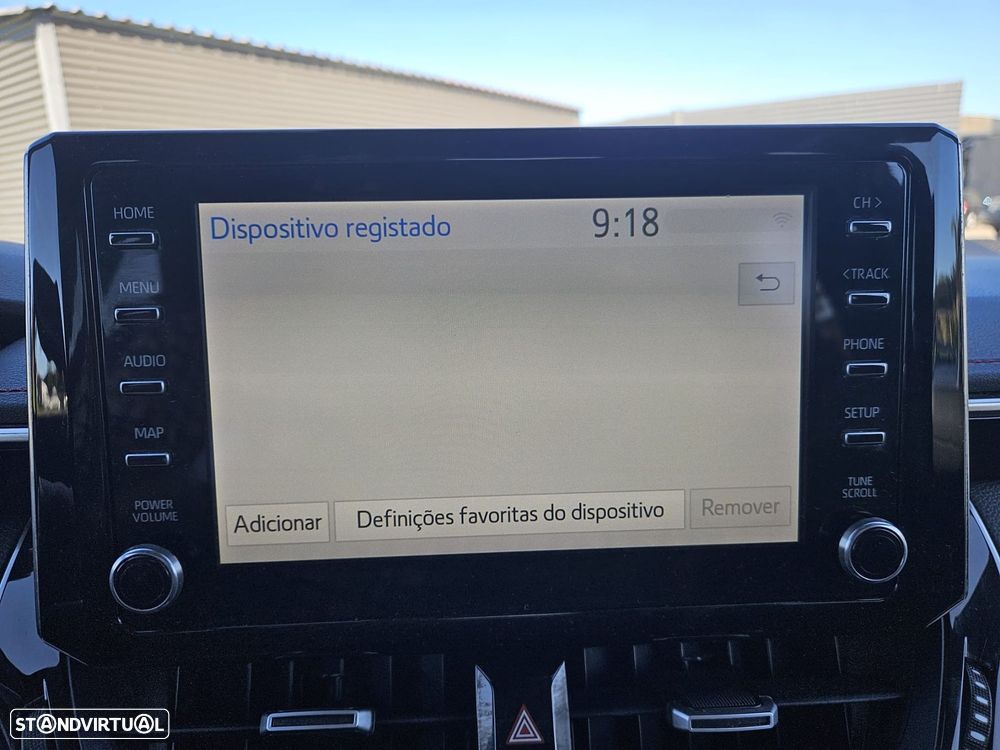 HOME
MENU
AUDIO
MAP
POWER
VOLUME
Dispositivo registado
9:18
Adicionar
Definições favoritas do dispositivo
Remover
CH >
< TRACK
PHONE
SETUP
TUNE
SCROLL
STANDVIRTUAL